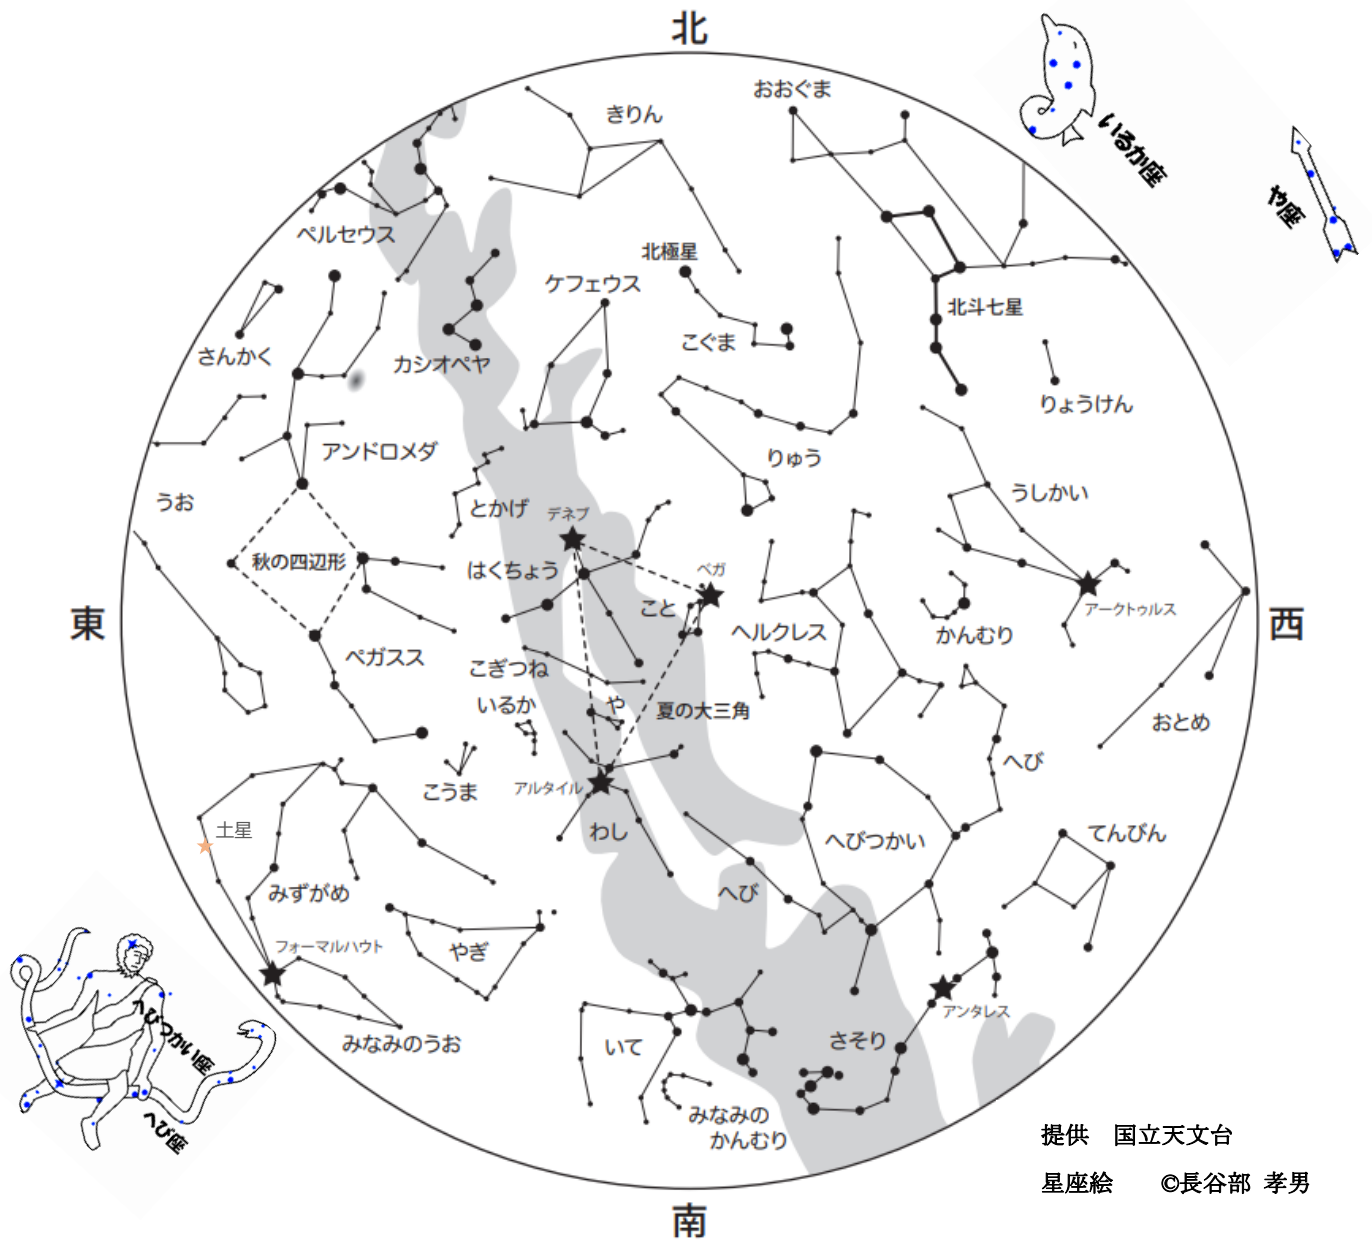 北
おおぐま
きりん
いるか座
や座
ペルセウス
北極星
ケフェウス
北斗七星
こぐま
さんかく
カシオペヤ
りょうけん
アンドロメダ
りゅう
うお
とかげ
うしかい
デネブ
秋の四辺形
はくちょう
ベガ
こと
アークトゥルス
東
西
ヘルクレス
かんむり
ペガスス
こぎつね
いるか
や
夏の大三角
おとめ
へび
こうま
アルタイル
土星
わし
へびつかい
てんびん
みずがめ
へび
フォーマルハウト
やぎ
へびつかい座
アンタレス
みなみのうお
いて
さそり
へび座
みなみの
かんむり
提供 国立天文台
星座絵 ©長谷部 孝男
南